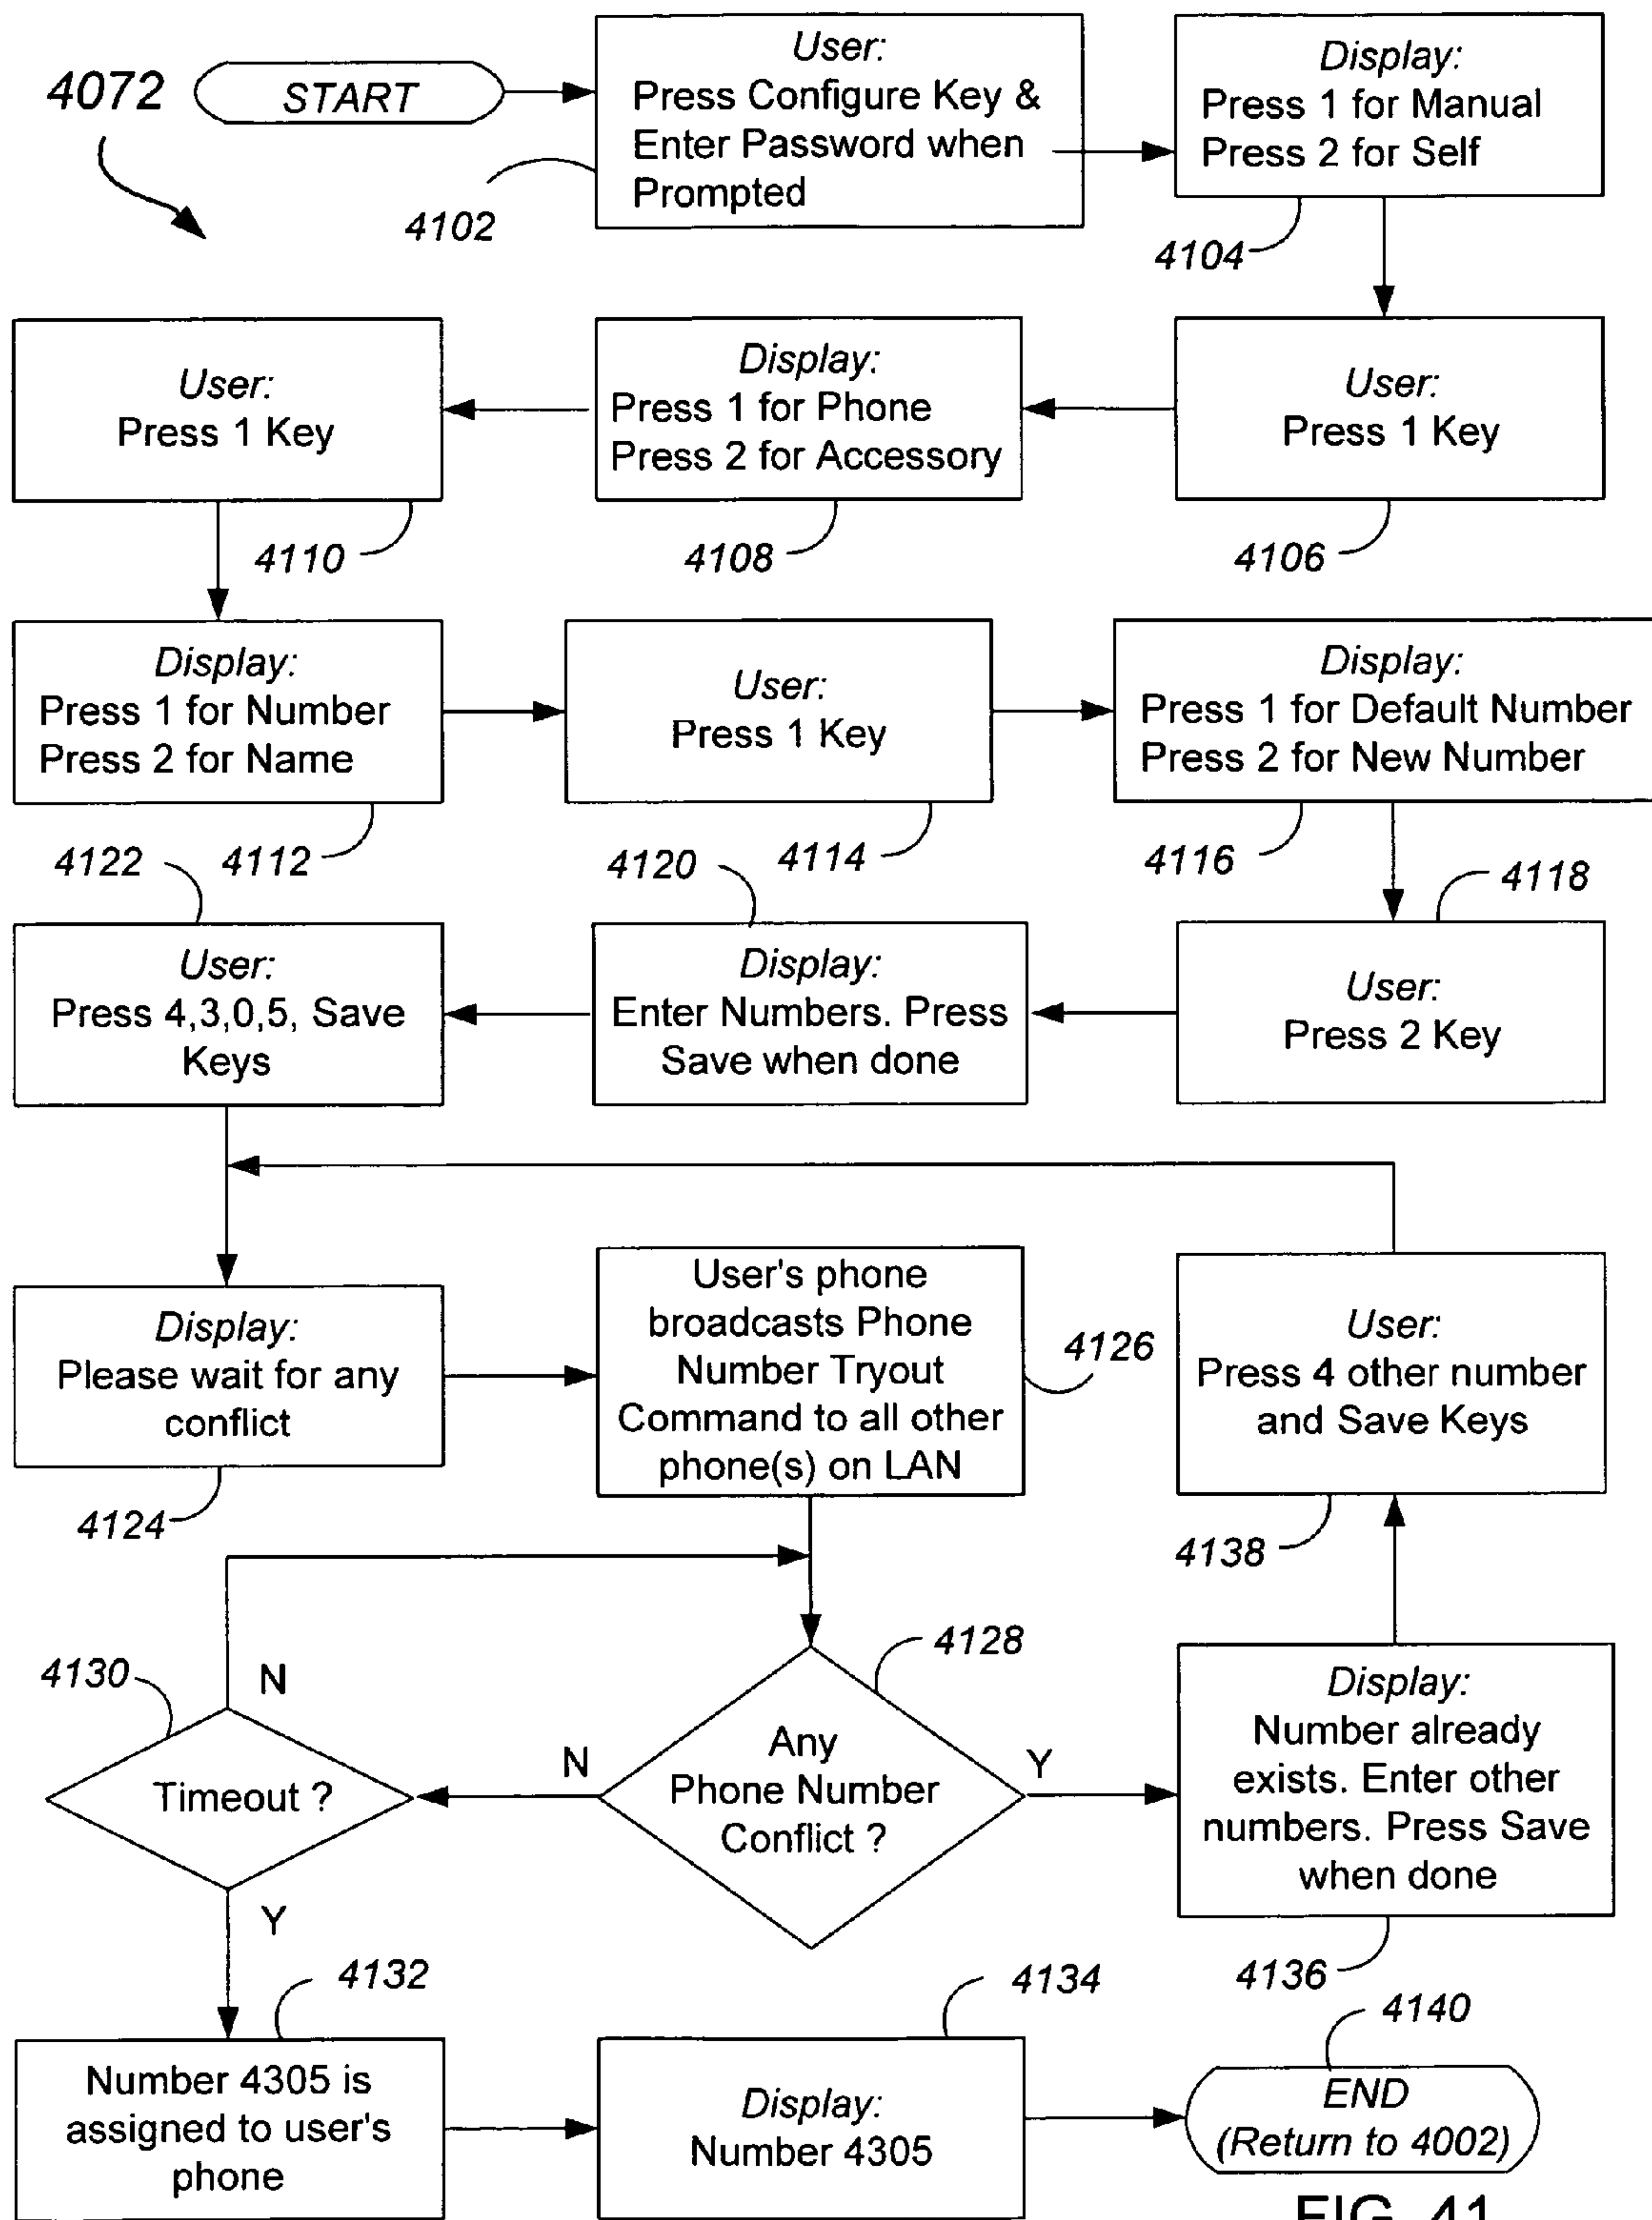 4072
START
User:
Press Configure Key &
Enter Password when
Prompted
4102
Display:
Press 1 for Manual
Press 2 for Self
4104
User:
Press 1 Key
4106
Display:
Press 1 for Phone
Press 2 for Accessory
4108
User:
Press 1 Key
4110
Display:
Press 1 for Number
Press 2 for Name
4112
User:
Press 1 Key
4114
Display:
Press 1 for Default Number
Press 2 for New Number
4116
4118
User:
Press 2 Key
4120
Display:
Enter Numbers. Press
Save when done
4122
User:
Press 4,3,0,5, Save
Keys
Display:
Please wait for any
conflict
4124
User's phone
broadcasts Phone
Number Tryout
Command to all other
phone(s) on LAN
4126
User:
Press 4 other number
and Save Keys
4138
4128
Any
Phone Number
Conflict ?
N
Y
4130
N
Timeout ?
Y
Display:
Number already
exists. Enter other
numbers. Press Save
when done
4136
4132
Number 4305 is
assigned to user's
phone
4134
Display:
Number 4305
4140
END
(Return to 4002)
FIG. 41